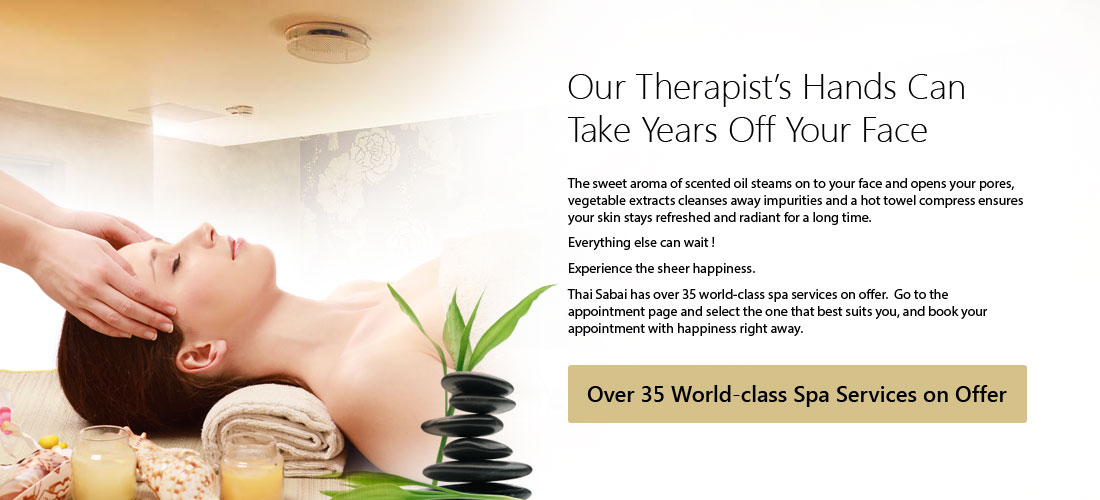 Our Therapist’s Hands Can
Take Years Off Your Face
The sweet aroma of scented oil steams on to your face and opens your pores,
vegetable extracts cleanses away impurities and a hot towel compress ensures
your skin stays refreshed and radiant for a long time.
Everything else can wait !
Experience the sheer happiness.
Thai Sabai has over 35 world-class spa services on offer.  Go to the
appointment page and select the one that best suits you, and book your
appointment with happiness right away.
Over 35 World-class Spa Services on Offer